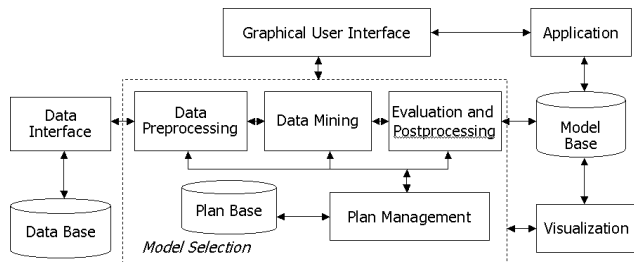 Graphical User Interface
Application
Data
Interface
Data
Preprocessing
Data Mining
Evaluation and
Postprocessing
Model
Base
Data Base
Plan Base
Plan Management
Visualization
Model Selection